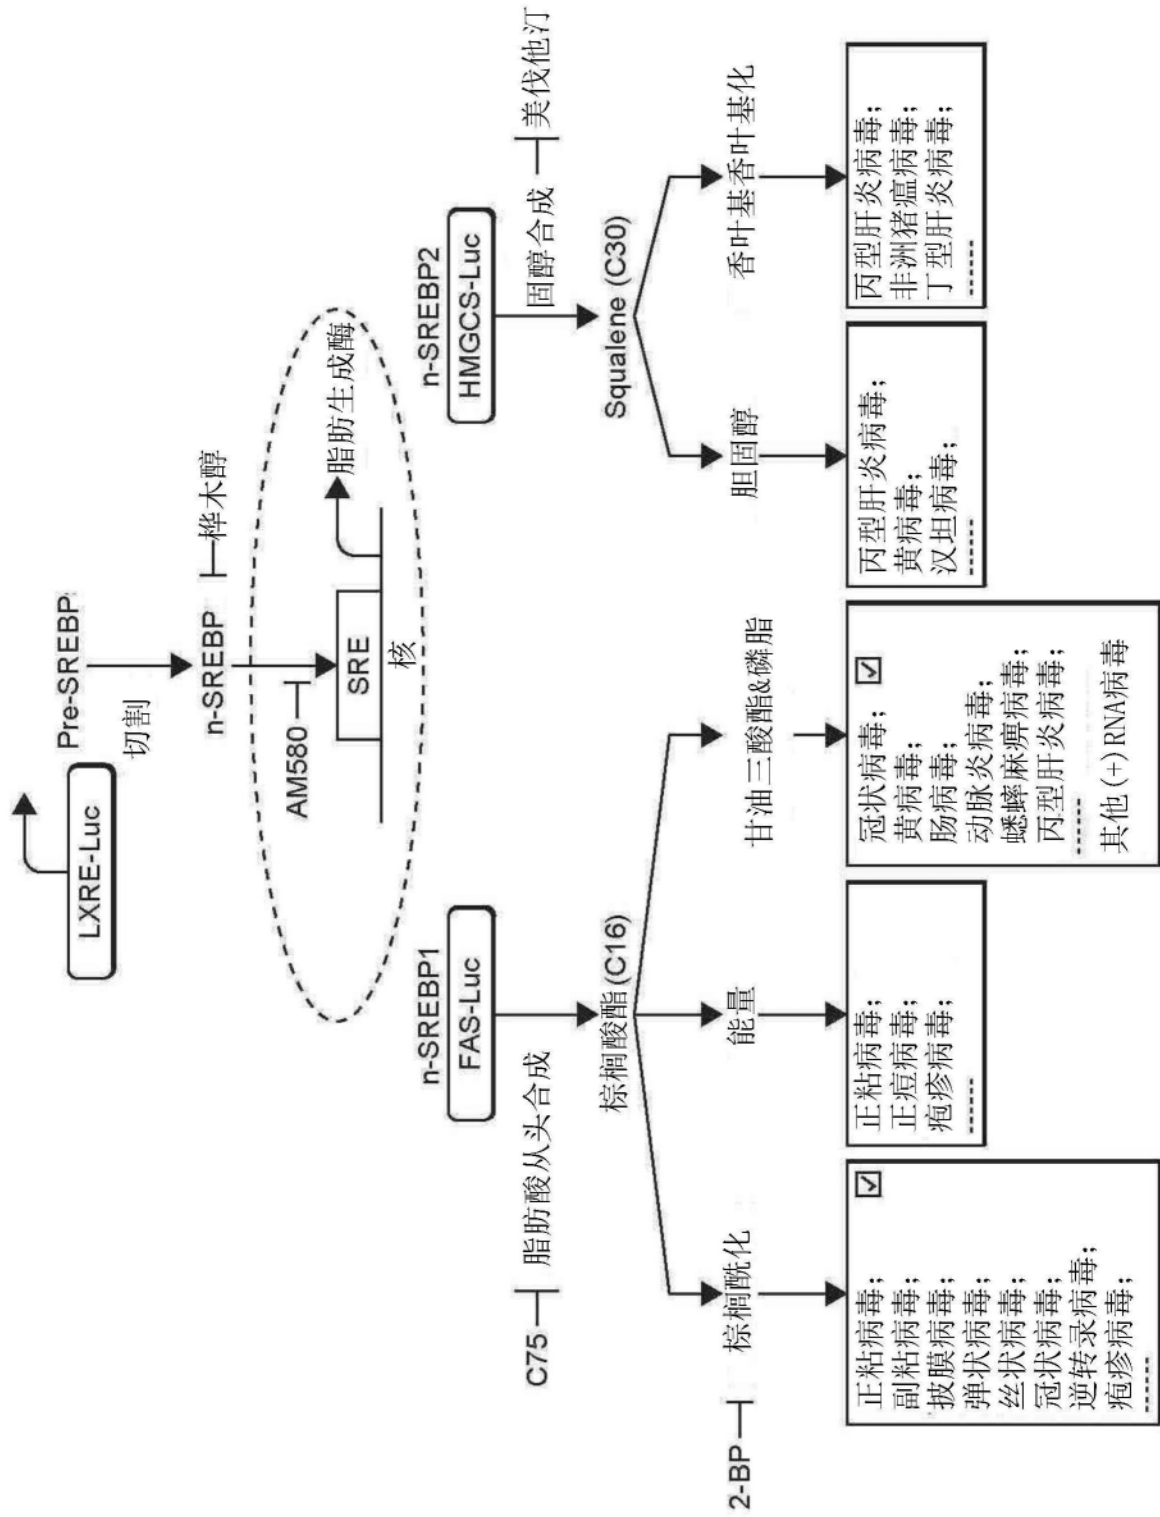 LXRE-Luc
Pre-SREBP
切割
n-SREBP
桦木醇
AM580
SRE
脂肪生成酶
核
n-SREBP1
FAS-Luc
C75
脂肪酸从头合成
棕榈酸酯(C16)
2-BP
棕榈酰化
能量
甘油三酸酯&磷脂
正粘病毒;
副粘病毒;
披膜病毒;
弹状病毒;
丝状病毒;
冠状病毒;
逆转录病毒;
疱疹病毒;
正粘病毒;
正痘病毒;
疱疹病毒;
冠状病毒;
黄病毒;
肠病毒;
动脉炎病毒;
蟋蟀麻痹病毒;
丙型肝炎病毒;
其他(+)RNA病毒
n-SREBP2
HMGCS-Luc
固醇合成
美伐他汀
Squalene (C30)
胆固醇
香叶基香叶基化
丙型肝炎病毒;
黄病毒;
汉坦病毒;
丙型肝炎病毒;
非洲猪瘟病毒;
丁型肝炎病毒;